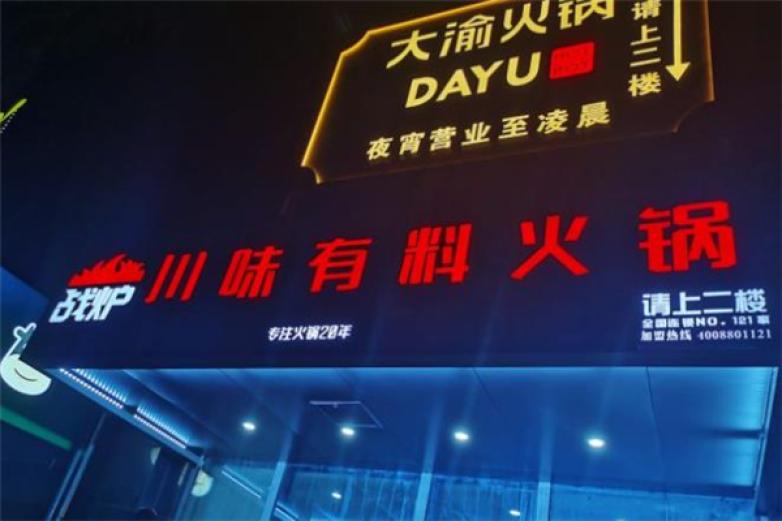 大渝火锅
DAYU
HOT
POT
请上二楼
夜宵营业至凌晨
战炉
川味有料火锅
专注火锅20年
请上二楼
全国连锁NO.121家
加盟热线 4008801121